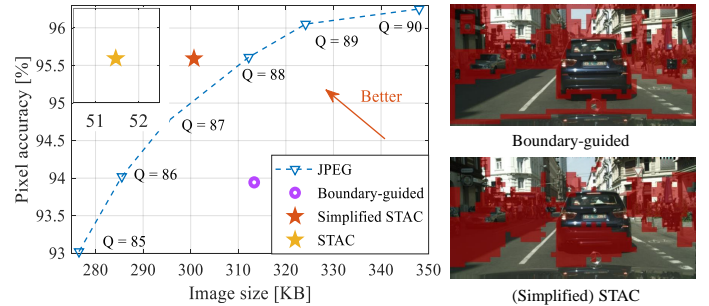 Pixel accuracy [%]
96
95.5
95
94.5
94
93.5
93
51 52
Q = 90
Q = 89
Q = 88
Q = 87
Q = 86
Q = 85
Better
JPEG
Boundary-guided
Simplified STAC
STAC
280 290 300 310 320 330 340 350
Image size [KB]
Boundary-guided
(Simplified) STAC